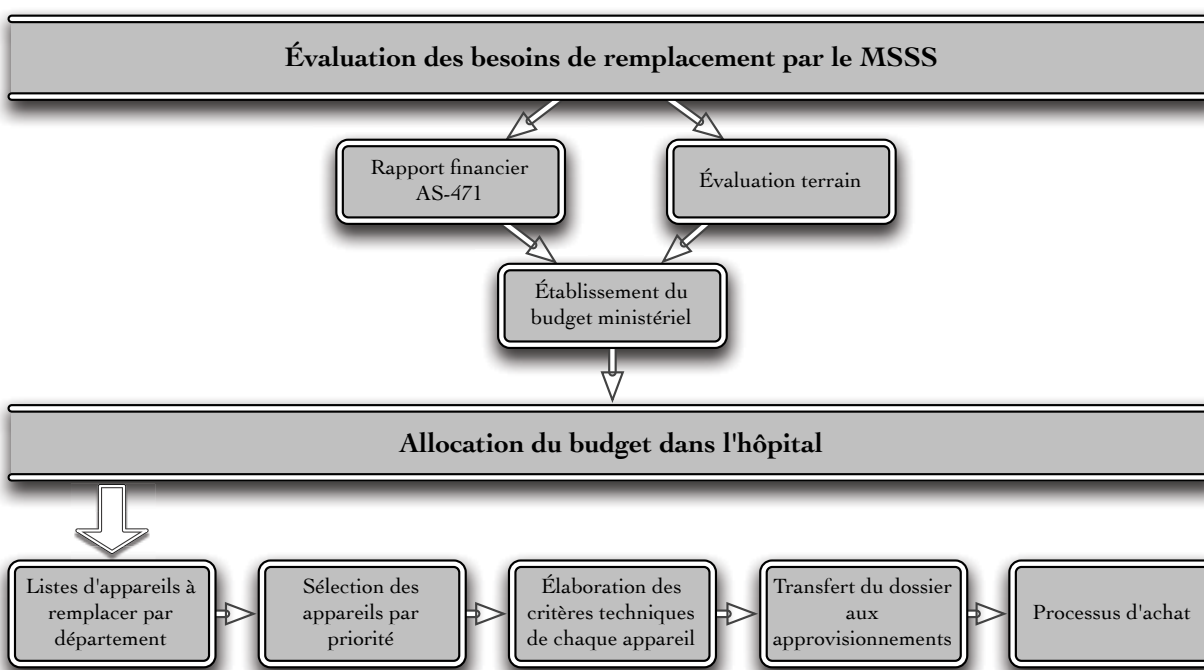 Évaluation des besoins de remplacement par le MSSS
Rapport financier
AS-471
Évaluation terrain
Établissement du
budget ministériel
Allocation du budget dans l'hôpital
Listes d'appareils à
remplacer par
département
Sélection des
appareils par
priorité
Élaboration des
critères techniques
de chaque appareil
Transfert du dossier
aux
approvisionnements
Processus d'achat